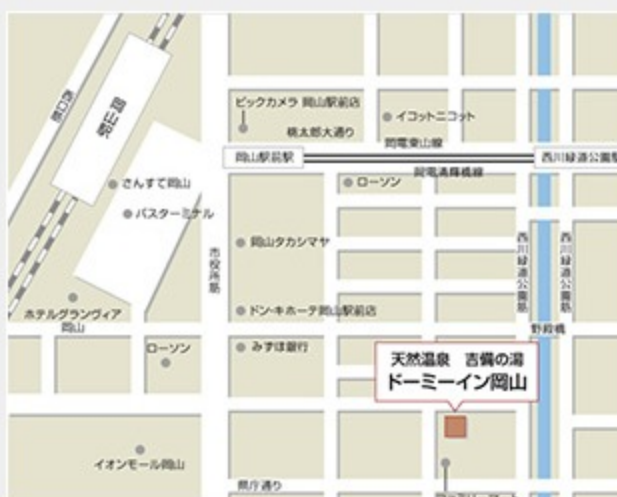 西口筋
岡山駅
ビックカメラ 岡山駅前店
イコットニコット
桃太郎大通り
岡電東山線
岡山駅前駅
西川緑道公園駅
岡電清輝橋線
さんすて岡山
ローソン
バスターミナル
市役所筋
岡山タカシマヤ
西川緑道公園筋
西川緑道公園筋
ホテルグランヴィア
岡山
ドン・キホーテ岡山駅前店
野殿橋
ローソン
みずほ銀行
天然温泉 吉備の湯
ドーミーイン岡山
イオンモール岡山
県庁通り